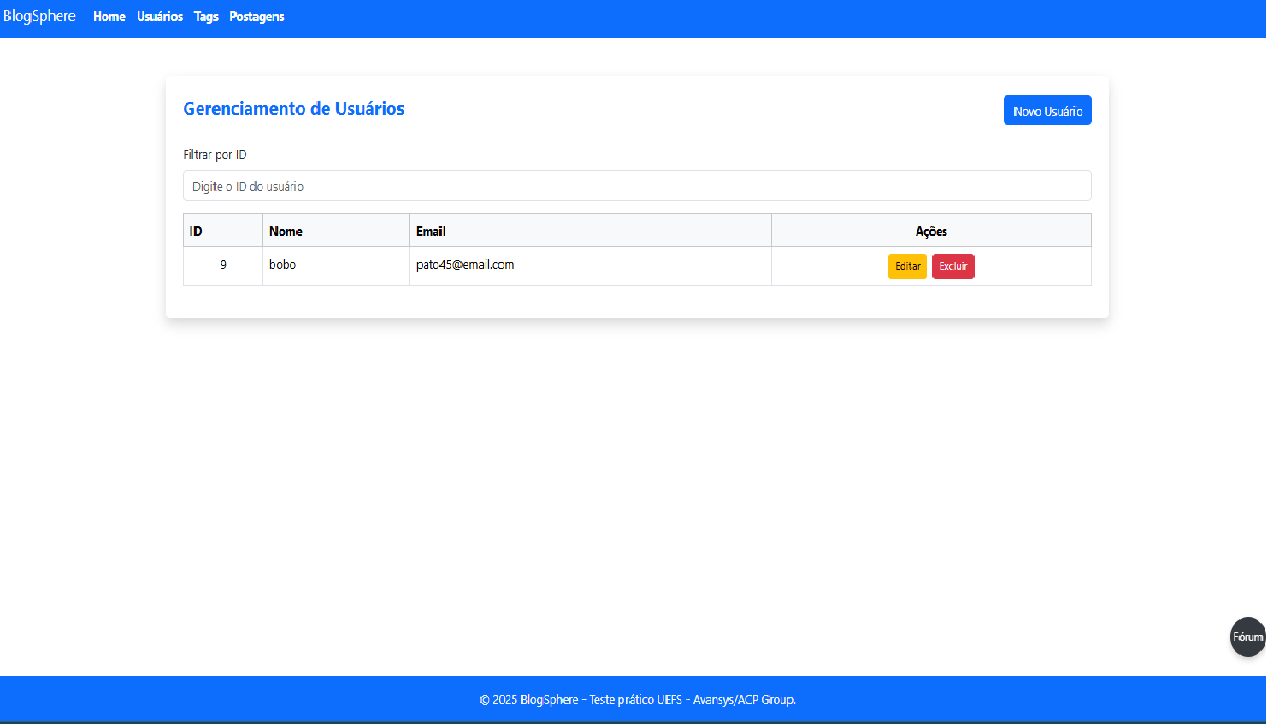 BlogSphere Home Usuários Tags Postagens
Gerenciamento de Usuários
Novo Usuário
Filtrar por ID
Digite o ID do usuário
ID Nome Email Ações
9 bobo pato45@email.com Editar Excluir
Fórum
© 2025 BlogSphere - Teste prático UEFS - Avansys/ACP Group.